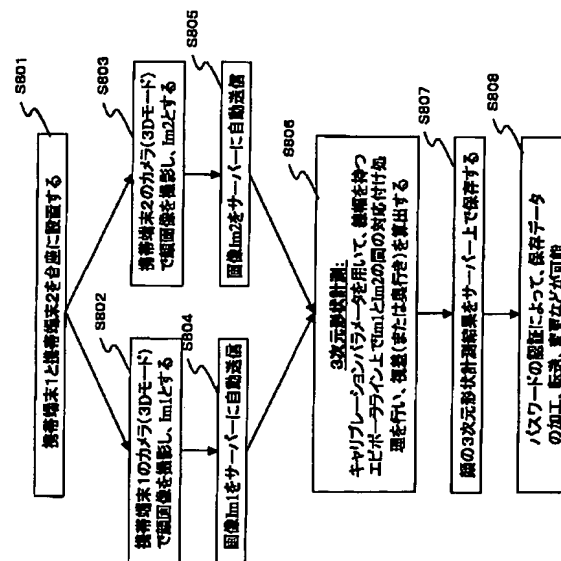 S801
携帯端末1と携帯端末2を台座に設置する
S802
携帯端末1のカメラ(3Dモード)
で顔画像を撮影し、Im1とする
S803
携帯端末2のカメラ(3Dモード)
で顔画像を撮影し、Im2とする
S804
画像Im1をサーバーに自動送信
S805
画像Im2をサーバーに自動送信
S806
3次元形状計測:
キャリブレーションパラメータを用いて、線幅を持つ
エピポーラライン上でIm1とIm2の間の対応付け処
理を行い、視差(または奥行き)を算出する
S807
顔の3次元形状計測結果をサーバー上で保存する
S808
パスワードの認証によって、保存データ
の加工、転送、変更などが可能